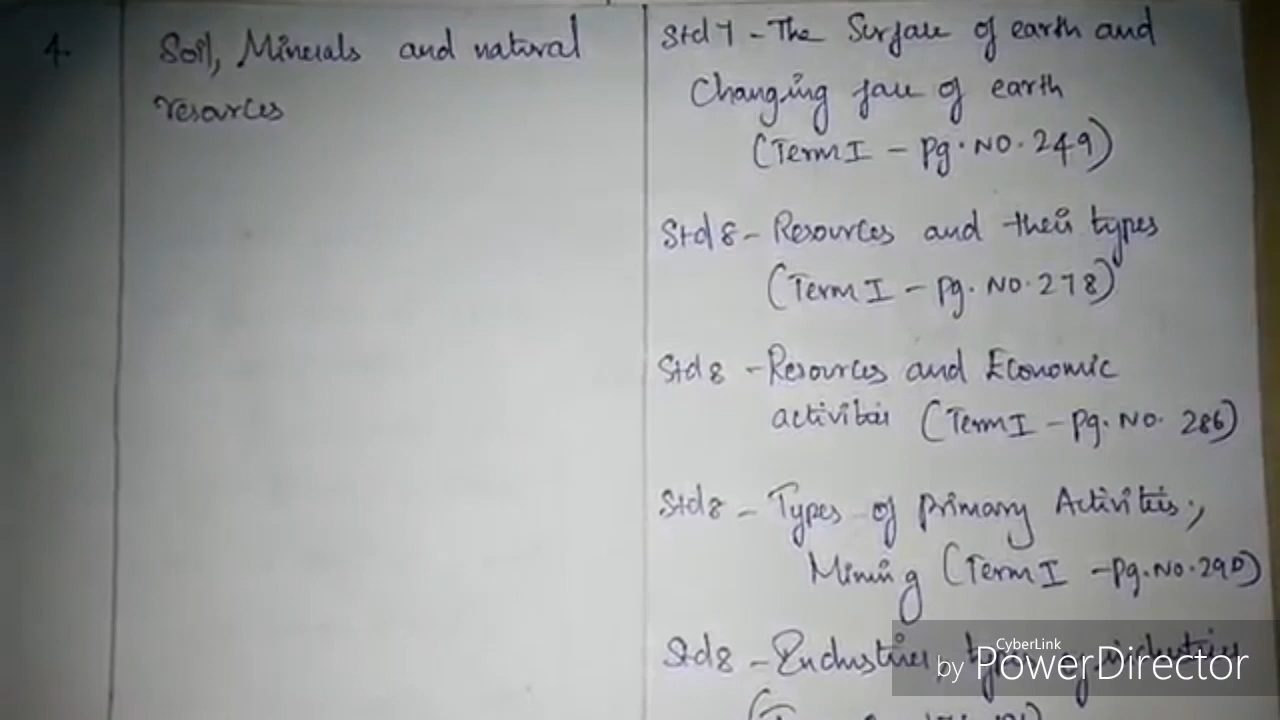 4.
Soil, Minerals and natural
resources
Std 7 - The Surface of earth and
Changing face of earth
(Term I - pg. NO. 249)
Std 8 - Resources and their types
(Term I - pg. NO. 278)
Std 8 - Resources and Economic
activities (Term I - pg. No. 286)
Std 8 - Types of primary Activities,
Mining (Term I - pg. No. 290)
Std 8 - Industries, types of industries
CyberLink
by PowerDirector